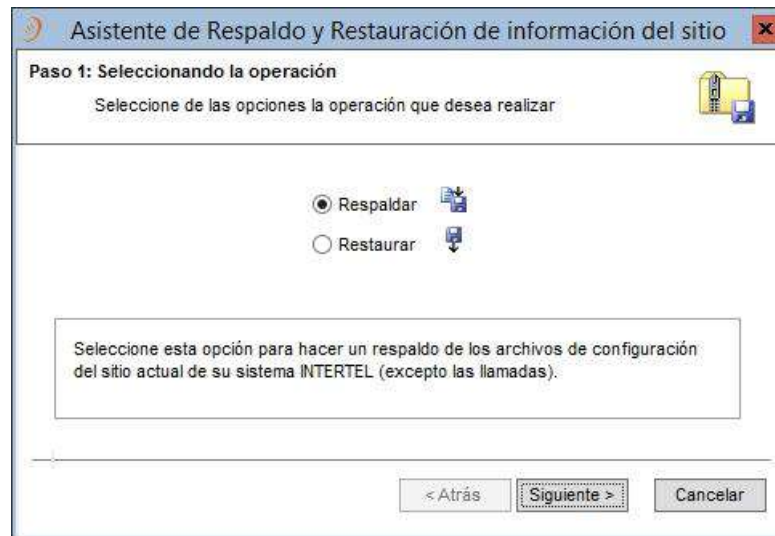 Asistente de Respaldo y Restauración de información del sitio
Paso 1: Seleccionando la operación
Seleccione de las opciones la operación que desea realizar
Respaldar
Restaurar
Seleccione esta opción para hacer un respaldo de los archivos de configuración
del sitio actual de su sistema INTERTEL (excepto las llamadas).
< Atrás Siguiente > Cancelar